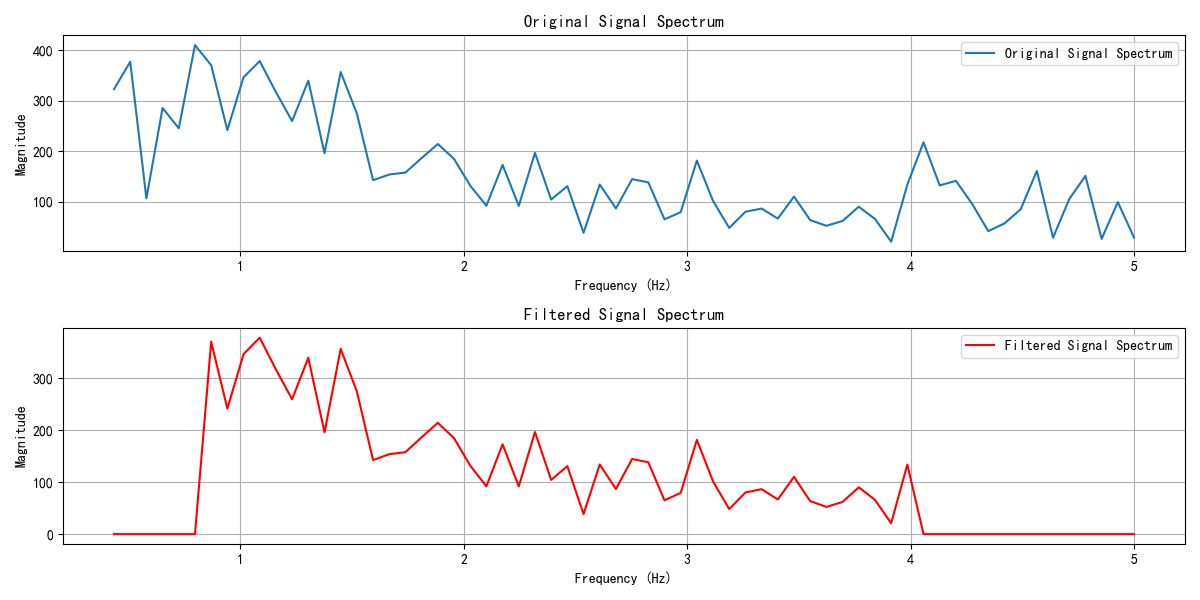 Original Signal Spectrum
400
300
200
100
Magnitude
Original Signal Spectrum
1 2 3 4 5
Frequency (Hz)
Filtered Signal Spectrum
300
200
100
0
Magnitude
Filtered Signal Spectrum
1 2 3 4 5
Frequency (Hz)